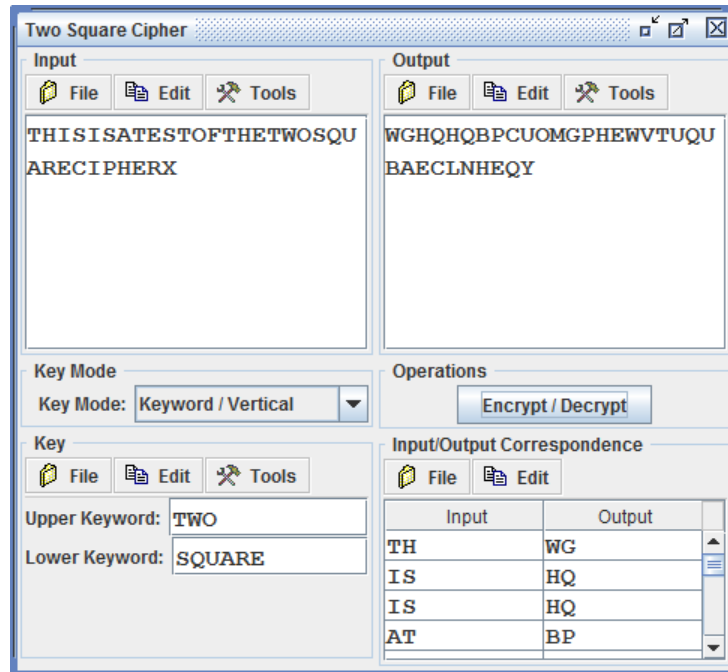 Two Square Cipher
Input
File Edit Tools
THISISATESTOFTHETWOSQU
ARECIPHERX
Output
File Edit Tools
WGHQHQBPCUOMGPHEWVTUQU
BAECLNHEQY
Key Mode
Key Mode: Keyword / Vertical
Operations
Encrypt / Decrypt
Key
File Edit Tools
Upper Keyword: TWO
Lower Keyword: SQUARE
Input/Output Correspondence
File Edit
Input Output
TH WG
IS HQ
IS HQ
AT BP